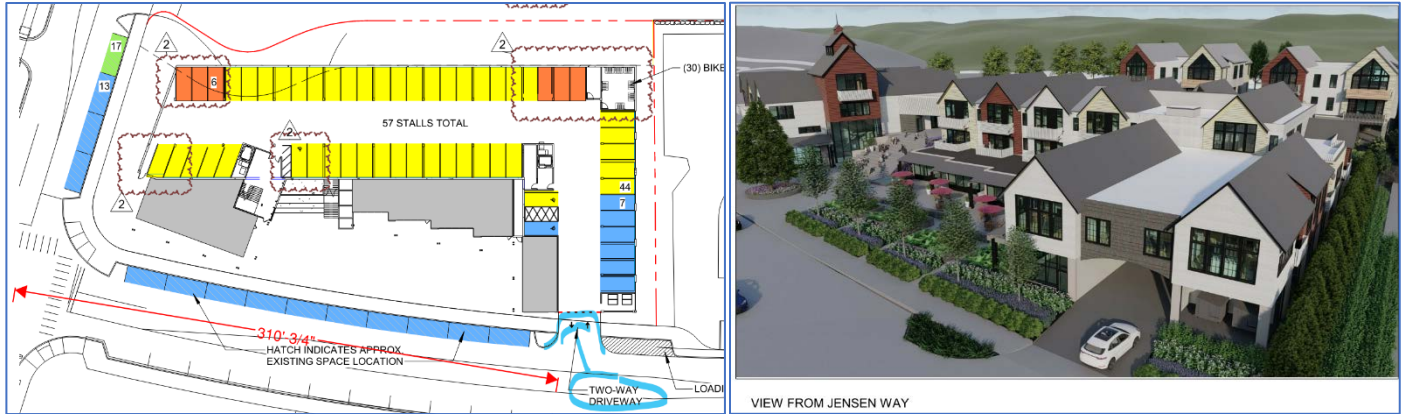 17
13
2
2
6
(30) BIKE
57 STALLS TOTAL
2
2
44
7
310' 3/4"
HATCH INDICATES APPROX.
EXISTING SPACE LOCATION
TWO-WAY
DRIVEWAY
LOADI
VIEW FROM JENSEN WAY